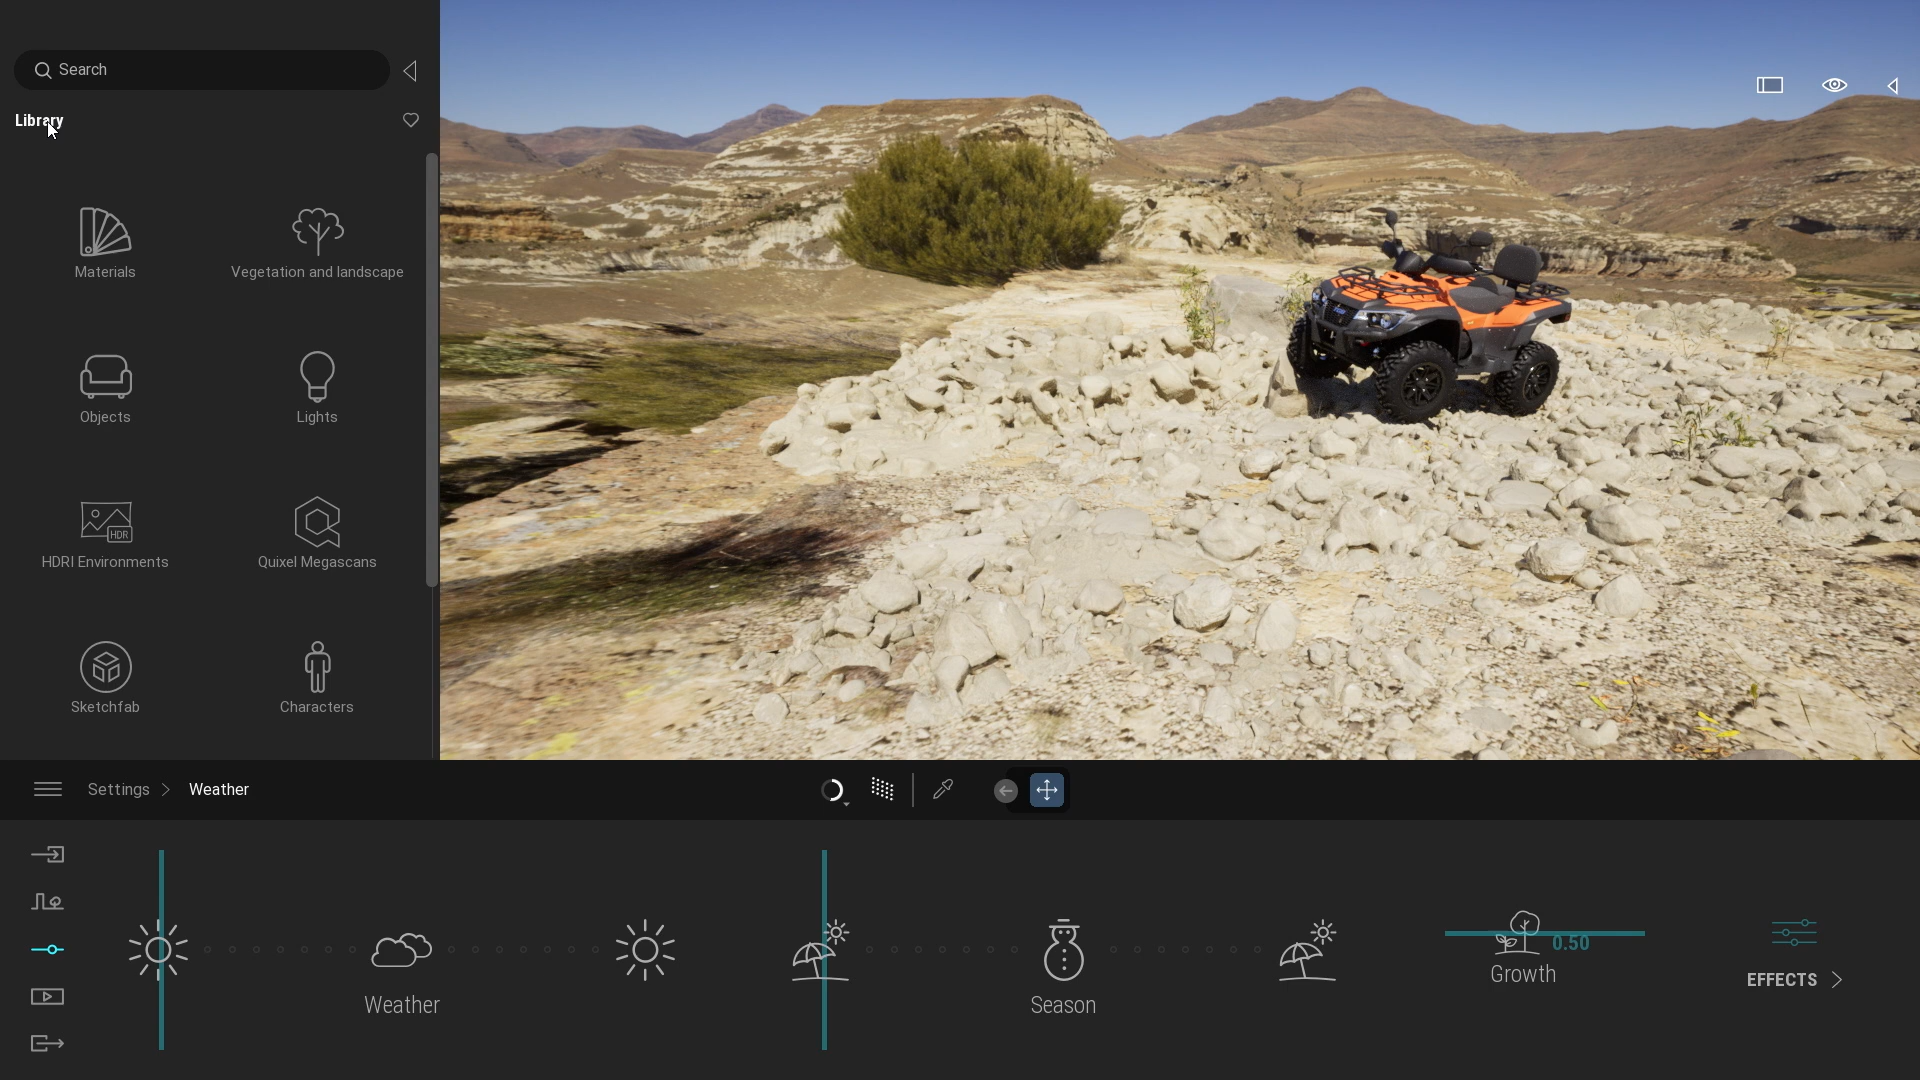 Search
Library
Materials
Vegetation and landscape
Objects
Lights
HDR
HDRI Environments
Quixel Megascans
Sketchfab
Characters
Settings
Weather
Weather
Season
0.50
Growth
EFFECTS